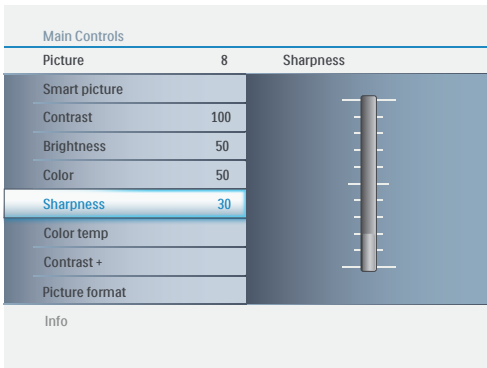 Main Controls
Picture 8 Sharpness
Smart picture
Contrast 100
Brightness 50
Color 50
Sharpness 30
Color temp
Contrast +
Picture format
Info